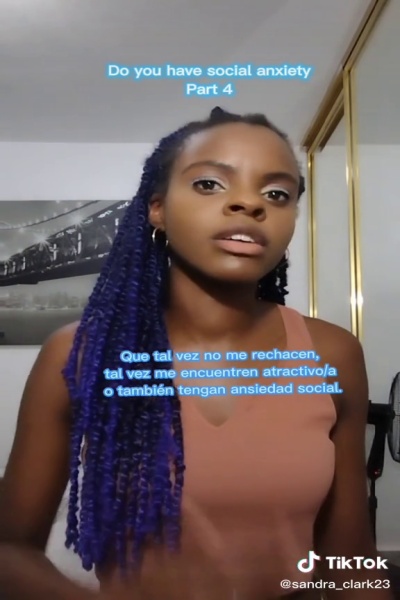 Do you have social anxiety
Part 4
Que tal vez no me rechacen,
tal vez me encuentren atractivo/a
o también tengan ansiedad social.
TikTok
@sandra_clark23